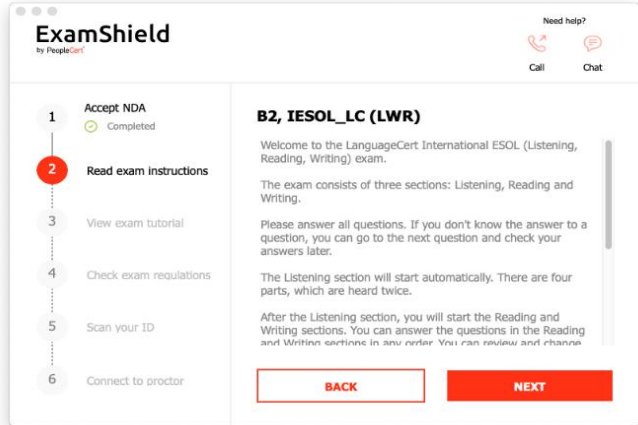 ExamShield
by PeopleCert
Need help?
Call
Chat
1
Accept NDA
Completed
2
Read exam instructions
3
View exam tutorial
4
Check exam regulations
5
Scan your ID
6
Connect to proctor
B2, IESOL_LC (LWR)
Welcome to the LanguageCert International ESOL (Listening,
Reading, Writing) exam.
The exam consists of three sections: Listening, Reading and
Writing.
Please answer all questions. If you don't know the answer to a
question, you can go to the next question and check your
answers later.
The Listening section will start automatically. There are four
parts, which are heard twice.
After the Listening section, you will start the Reading and
Writing sections. You can answer the questions in the Reading
and Writing sections in any order. You can review and change
BACK
NEXT